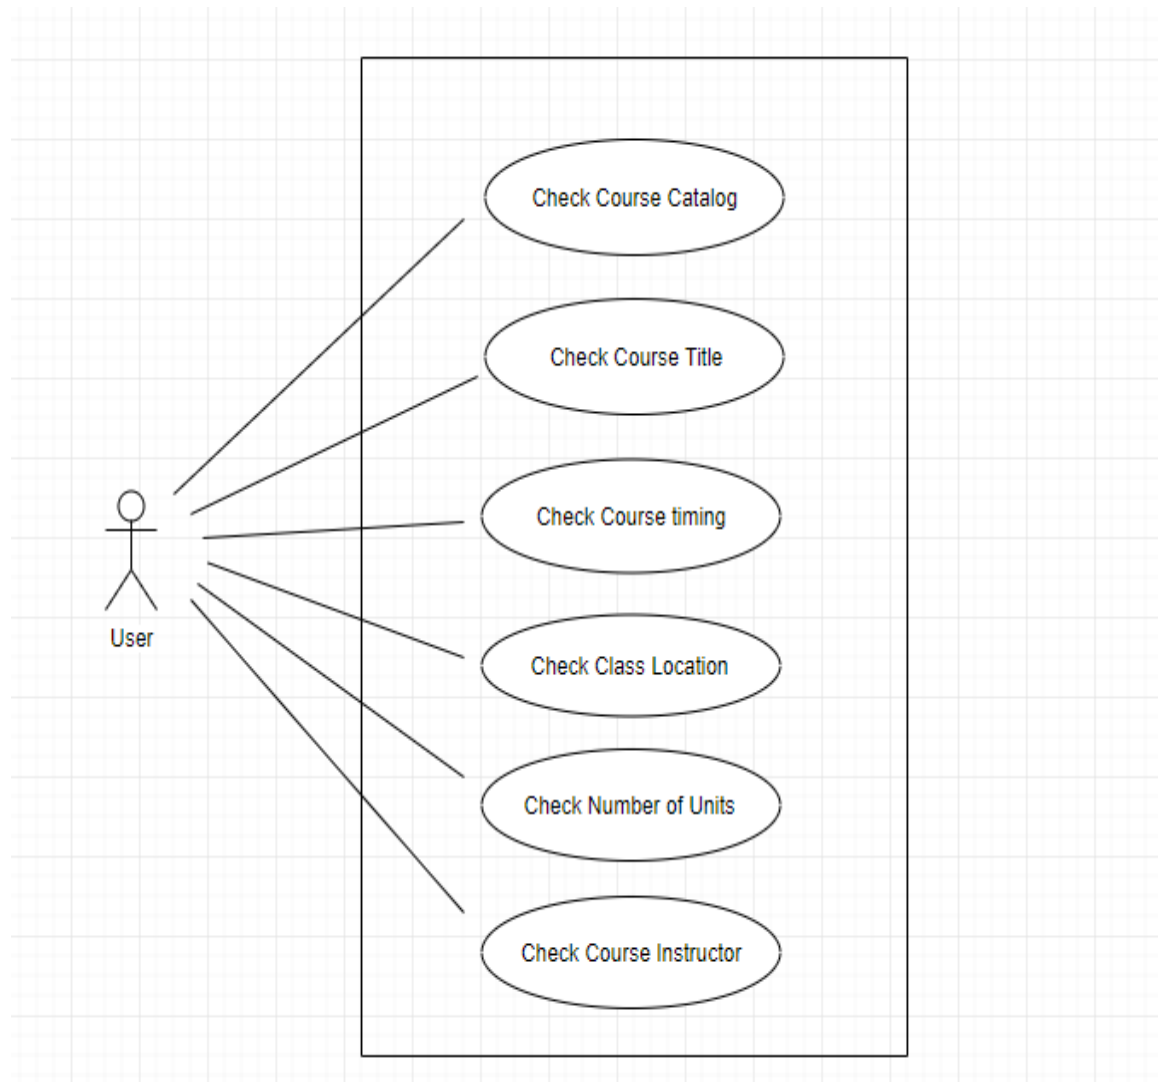 Check Course Catalog
Check Course Title
Check Course timing
User
Check Class Location
Check Number of Units
Check Course Instructor